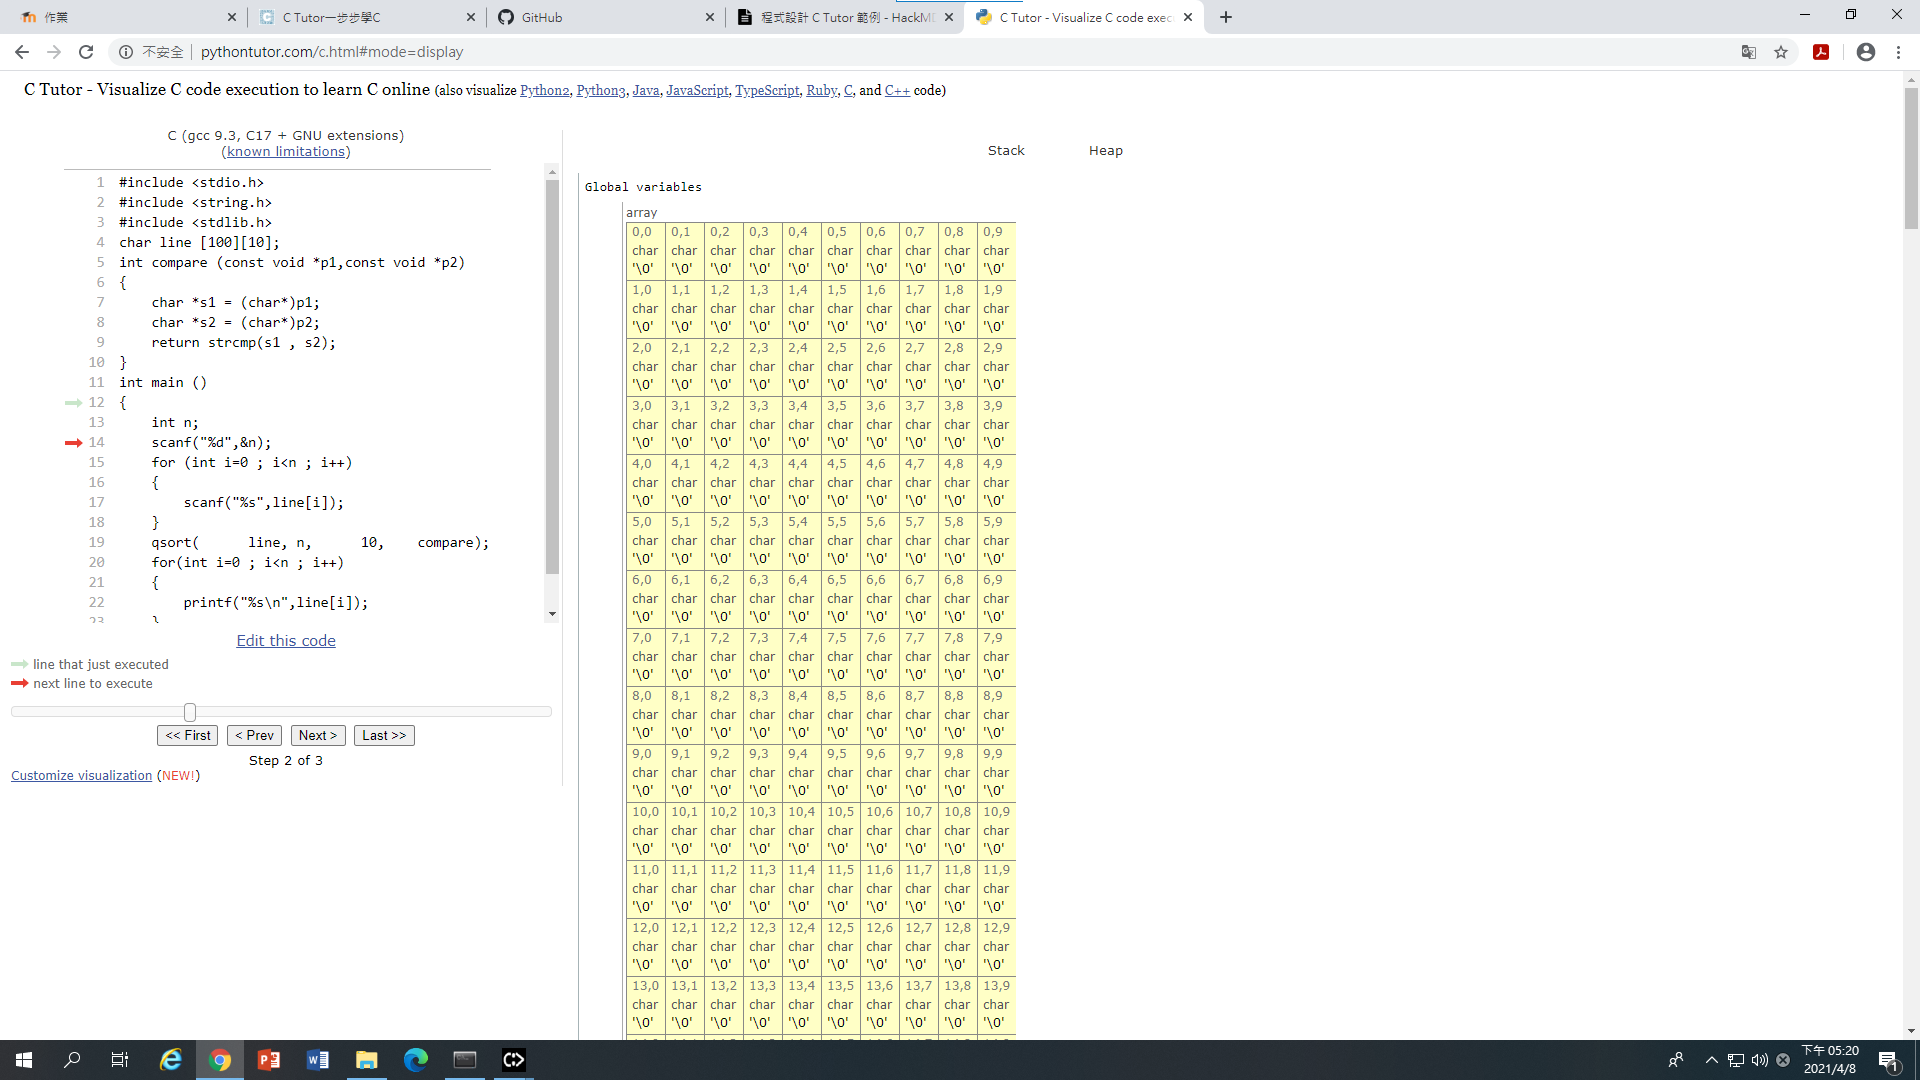 作業
C Tutor一步步學C
GitHub
程式設計 C Tutor 範例 - HackM
C Tutor - Visualize C code exec
不安全 pythontutor.com/c.html#mode=display
C Tutor - Visualize C code execution to learn C online (also visualize Python2, Python3, Java, JavaScript, TypeScript, Ruby, C, and C++ code)
C (gcc 9.3, C17 + GNU extensions)
(known limitations)
1 #include <stdio.h>
2 #include <string.h>
3 #include <stdlib.h>
4 char line [100][10];
5 int compare (const void *p1,const void *p2)
6 {
7 char *s1 = (char*)p1;
8 char *s2 = (char*)p2;
9 return strcmp(s1 , s2);
10 }
11 int main ()
12 {
13 int n;
14 scanf("%d",&n);
15 for (int i=0 ; i<n ; i++)
16 {
17 scanf("%s",line[i]);
18 }
19 qsort( line, n, 10, compare);
20 for(int i=0 ; i<n ; i++)
21 {
22 printf("%s\n",line[i]);
23 }
Edit this code
line that just executed
next line to execute
<< First < Prev Next > Last >>
Step 2 of 3
Customize visualization (NEW!)
Stack Heap
Global variables
array
0,0 0,1 0,2 0,3 0,4 0,5 0,6 0,7 0,8 0,9
char char char char char char char char char char
'\0' '\0' '\0' '\0' '\0' '\0' '\0' '\0' '\0' '\0'
1,0 1,1 1,2 1,3 1,4 1,5 1,6 1,7 1,8 1,9
char char char char char char char char char char
'\0' '\0' '\0' '\0' '\0' '\0' '\0' '\0' '\0' '\0'
2,0 2,1 2,2 2,3 2,4 2,5 2,6 2,7 2,8 2,9
char char char char char char char char char char
'\0' '\0' '\0' '\0' '\0' '\0' '\0' '\0' '\0' '\0'
3,0 3,1 3,2 3,3 3,4 3,5 3,6 3,7 3,8 3,9
char char char char char char char char char char
'\0' '\0' '\0' '\0' '\0' '\0' '\0' '\0' '\0' '\0'
4,0 4,1 4,2 4,3 4,4 4,5 4,6 4,7 4,8 4,9
char char char char char char char char char char
'\0' '\0' '\0' '\0' '\0' '\0' '\0' '\0' '\0' '\0'
5,0 5,1 5,2 5,3 5,4 5,5 5,6 5,7 5,8 5,9
char char char char char char char char char char
'\0' '\0' '\0' '\0' '\0' '\0' '\0' '\0' '\0' '\0'
6,0 6,1 6,2 6,3 6,4 6,5 6,6 6,7 6,8 6,9
char char char char char char char char char char
'\0' '\0' '\0' '\0' '\0' '\0' '\0' '\0' '\0' '\0'
7,0 7,1 7,2 7,3 7,4 7,5 7,6 7,7 7,8 7,9
char char char char char char char char char char
'\0' '\0' '\0' '\0' '\0' '\0' '\0' '\0' '\0' '\0'
8,0 8,1 8,2 8,3 8,4 8,5 8,6 8,7 8,8 8,9
char char char char char char char char char char
'\0' '\0' '\0' '\0' '\0' '\0' '\0' '\0' '\0' '\0'
9,0 9,1 9,2 9,3 9,4 9,5 9,6 9,7 9,8 9,9
char char char char char char char char char char
'\0' '\0' '\0' '\0' '\0' '\0' '\0' '\0' '\0' '\0'
10,0 10,1 10,2 10,3 10,4 10,5 10,6 10,7 10,8 10,9
char char char char char char char char char char
'\0' '\0' '\0' '\0' '\0' '\0' '\0' '\0' '\0' '\0'
11,0 11,1 11,2 11,3 11,4 11,5 11,6 11,7 11,8 11,9
char char char char char char char char char char
'\0' '\0' '\0' '\0' '\0' '\0' '\0' '\0' '\0' '\0'
12,0 12,1 12,2 12,3 12,4 12,5 12,6 12,7 12,8 12,9
char char char char char char char char char char
'\0' '\0' '\0' '\0' '\0' '\0' '\0' '\0' '\0' '\0'
13,0 13,1 13,2 13,3 13,4 13,5 13,6 13,7 13,8 13,9
char char char char char char char char char char
'\0' '\0' '\0' '\0' '\0' '\0' '\0' '\0' '\0' '\0'
下午 05:20
2021/4/8
1